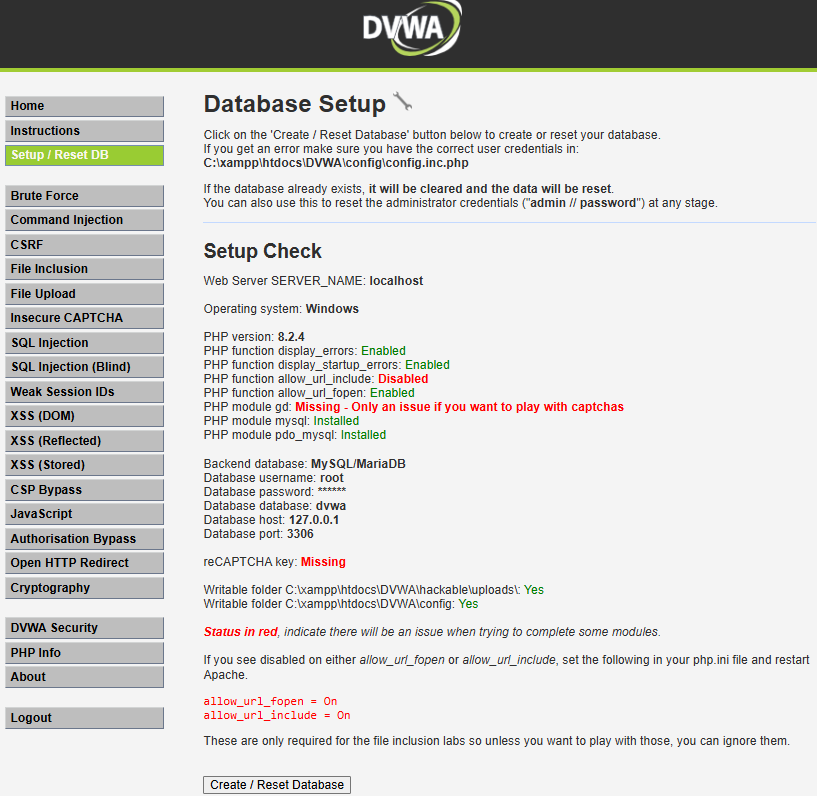 DVWA
Home
Instructions
Setup / Reset DB
Brute Force
Command Injection
CSRF
File Inclusion
File Upload
Insecure CAPTCHA
SQL Injection
SQL Injection (Blind)
Weak Session IDs
XSS (DOM)
XSS (Reflected)
XSS (Stored)
CSP Bypass
JavaScript
Authorisation Bypass
Open HTTP Redirect
Cryptography
DVWA Security
PHP Info
About
Logout
Database Setup
Click on the 'Create / Reset Database' button below to create or reset your database.
If you get an error make sure you have the correct user credentials in:
C:\xampp\htdocs\DVWA\config\config.inc.php
If the database already exists, it will be cleared and the data will be reset.
You can also use this to reset the administrator credentials ("admin // password") at any stage.
Setup Check
Web Server SERVER_NAME: localhost
Operating system: Windows
PHP version: 8.2.4
PHP function display_errors: Enabled
PHP function display_startup_errors: Enabled
PHP function allow_url_include: Disabled
PHP function allow_url_fopen: Enabled
PHP module gd: Missing - Only an issue if you want to play with captchas
PHP module mysql: Installed
PHP module pdo_mysql: Installed
Backend database: MySQL/MariaDB
Database username: root
Database password: ******
Database database: dvwa
Database host: 127.0.0.1
Database port: 3306
reCAPTCHA key: Missing
Writable folder C:\xampp\htdocs\DVWA\hackable\uploads\: Yes
Writable folder C:\xampp\htdocs\DVWA\config: Yes
Status in red, indicate there will be an issue when trying to complete some modules.
If you see disabled on either allow_url_fopen or allow_url_include, set the following in your php.ini file and restart
Apache.
allow_url_fopen = On
allow_url_include = On
These are only required for the file inclusion labs so unless you want to play with those, you can ignore them.
Create / Reset Database